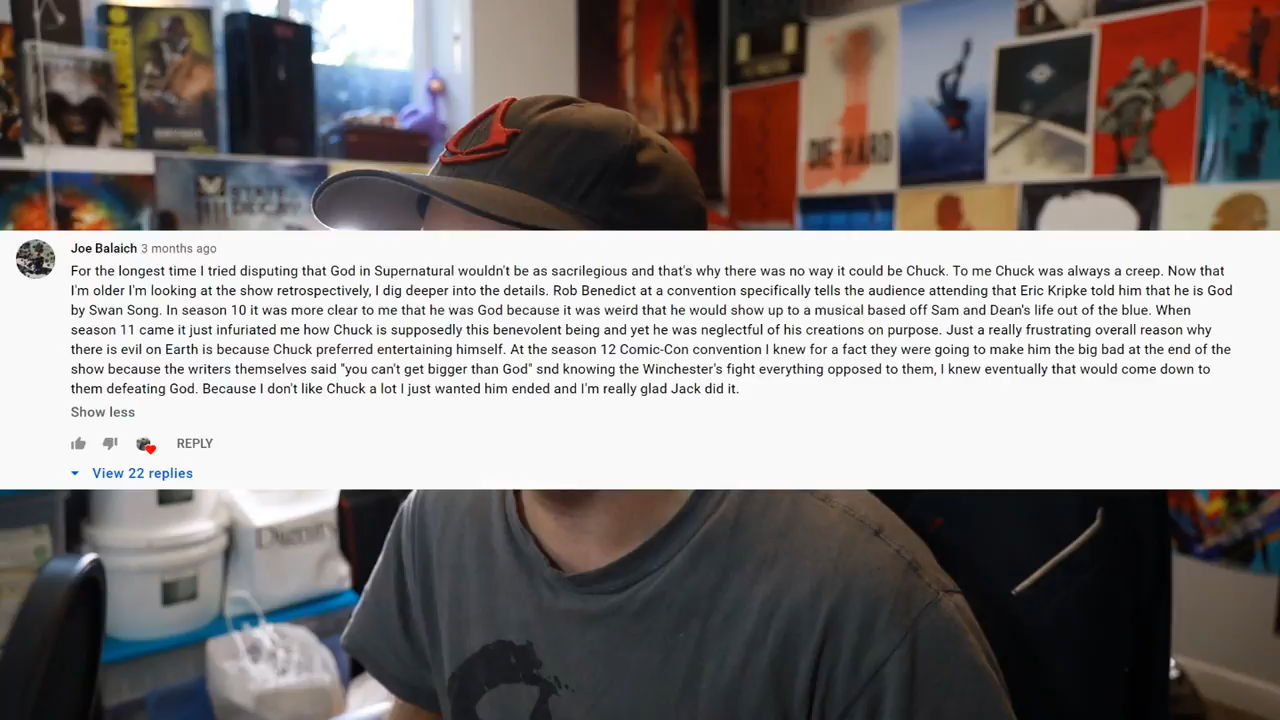 DIE HARD
STATE
DECAY
Joe Balaich 3 months ago
For the longest time I tried disputing that God in Supernatural wouldn't be as sacrilegious and that's why there was no way it could be Chuck. To me Chuck was always a creep. Now that
I'm older I'm looking at the show retrospectively, I dig deeper into the details. Rob Benedict at a convention specifically tells the audience attending that Eric Kripke told him that he is God
by Swan Song. In season 10 it was more clear to me that he was God because it was weird that he would show up to a musical based off Sam and Dean's life out of the blue. When
season 11 came it just infuriated me how Chuck is supposedly this benevolent being and yet he was neglectful of his creations on purpose. Just a really frustrating overall reason why
there is evil on Earth is because Chuck preferred entertaining himself. At the season 12 Comic-Con convention I knew for a fact they were going to make him the big bad at the end of the
show because the writers themselves said "you can't get bigger than God" snd knowing the Winchester's fight everything opposed to them, I knew eventually that would come down to
them defeating God. Because I don't like Chuck a lot I just wanted him ended and I'm really glad Jack did it.
Show less
REPLY
View 22 replies